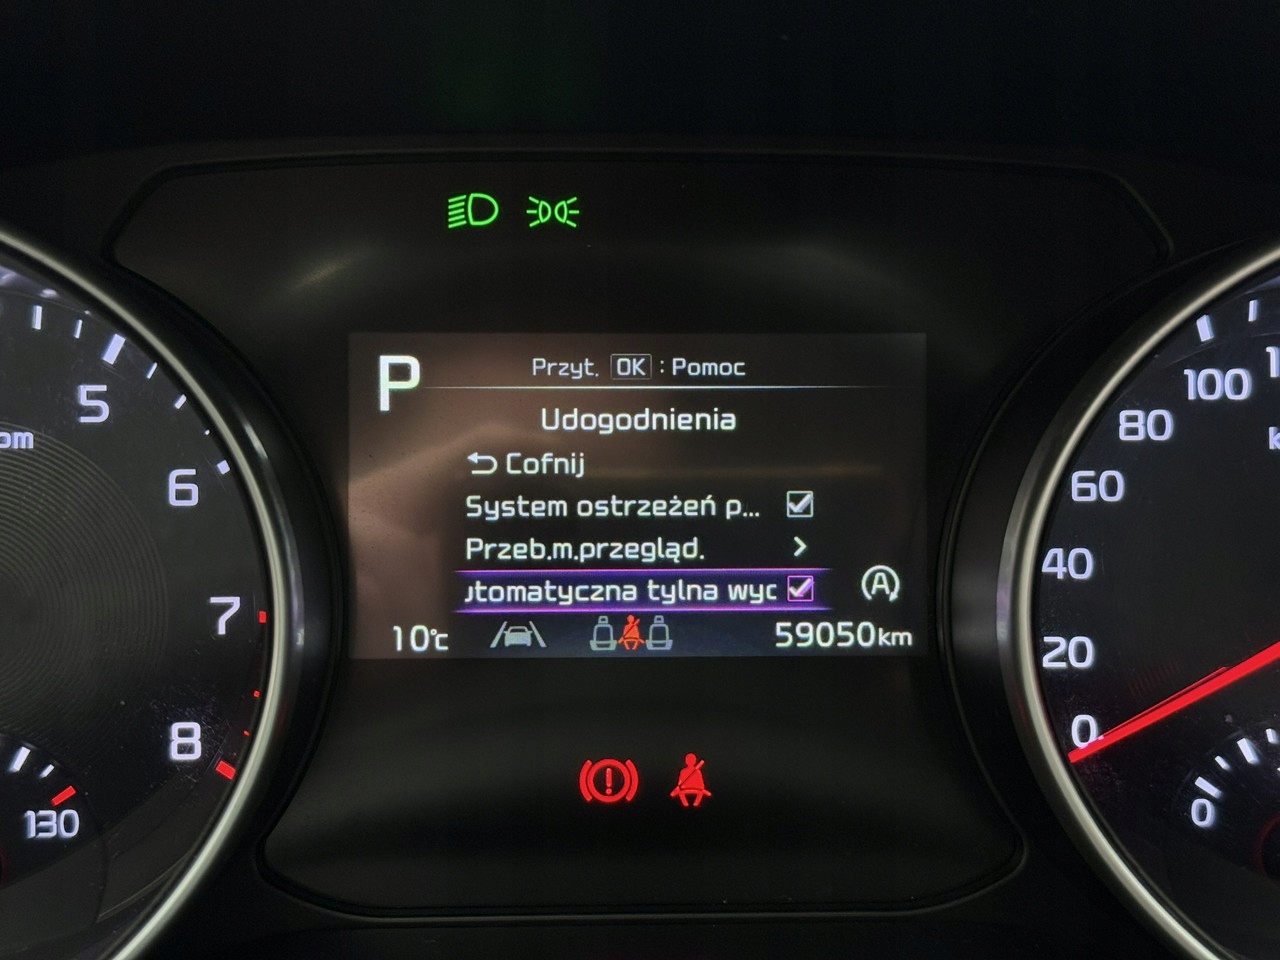 P
Przyt. OK : Pomoc
Udogodnienia
Cofnij
System ostrzeżeń p...
Przeb.m.przegląd. >
utomatyczna tylna wyc
A
10°C
59050km
5
6
7
8
130
100
80
60
40
20
0
0